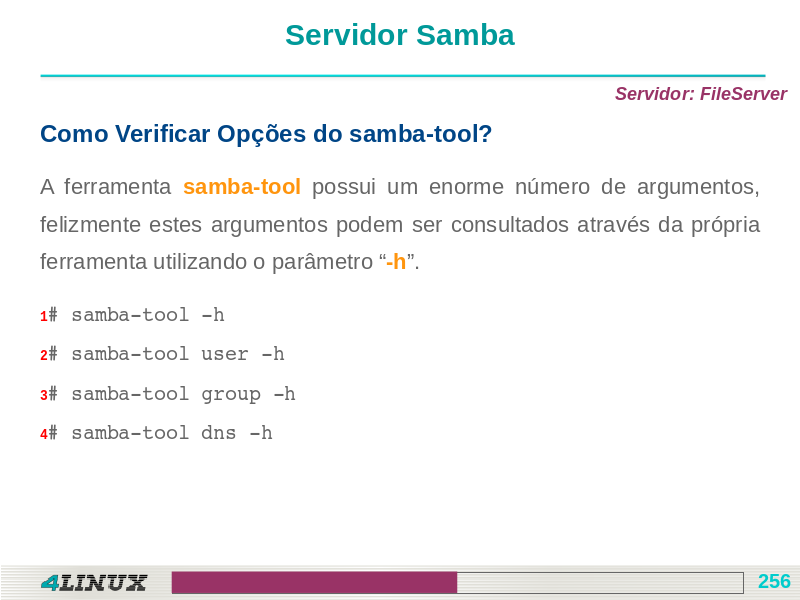 Servidor Samba
Servidor: FileServer
Como Verificar Opções do samba-tool?
A ferramenta samba-tool possui um enorme número de argumentos,
felizmente estes argumentos podem ser consultados através da própria
ferramenta utilizando o parâmetro “-h”.
1# samba-tool -h
2# samba-tool user -h
3# samba-tool group -h
4# samba-tool dns -h
4LINUX
256